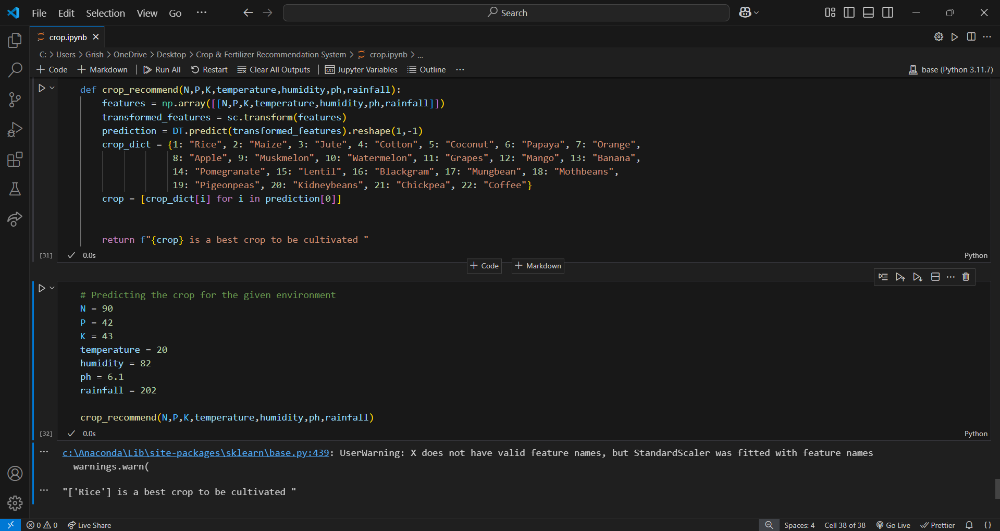 File Edit Selection View Go ··· Search
crop.ipynb
C: > Users > Grish > OneDrive > Desktop > Crop & Fertilizer Recommendation System > crop.ipynb > ...
+ Code + Markdown Run All Restart Clear All Outputs Jupyter Variables Outline ··· base (Python 3.11.7)
def crop_recommend(N,P,K,temperature,humidity,ph,rainfall):
features = np.array([[N,P,K,temperature,humidity,ph,rainfall]])
transformed_features = sc.transform(features)
prediction = DT.predict(transformed_features).reshape(1,-1)
crop_dict = {1: "Rice", 2: "Maize", 3: "Jute", 4: "Cotton", 5: "Coconut", 6: "Papaya", 7: "Orange",
8: "Apple", 9: "Muskmelon", 10: "Watermelon", 11: "Grapes", 12: "Mango", 13: "Banana",
14: "Pomegranate", 15: "Lentil", 16: "Blackgram", 17: "Mungbean", 18: "Mothbeans",
19: "Pigeonpeas", 20: "Kidneybeans", 21: "Chickpea", 22: "Coffee"}
crop = [crop_dict[i] for i in prediction[0]]
return f"{crop} is a best crop to be cultivated "
[31] 0.0s Python
+ Code + Markdown
# Predicting the crop for the given environment
N = 90
P = 42
K = 43
temperature = 20
humidity = 82
ph = 6.1
rainfall = 202
crop_recommend(N,P,K,temperature,humidity,ph,rainfall)
[32] 0.0s Python
c:\Anaconda\Lib\site-packages\sklearn\base.py:439: UserWarning: X does not have valid feature names, but StandardScaler was fitted with feature names
warnings.warn(
"['Rice'] is a best crop to be cultivated "
0 0 Live Share Spaces: 4 Cell 38 of 38 Go Live Prettier {}